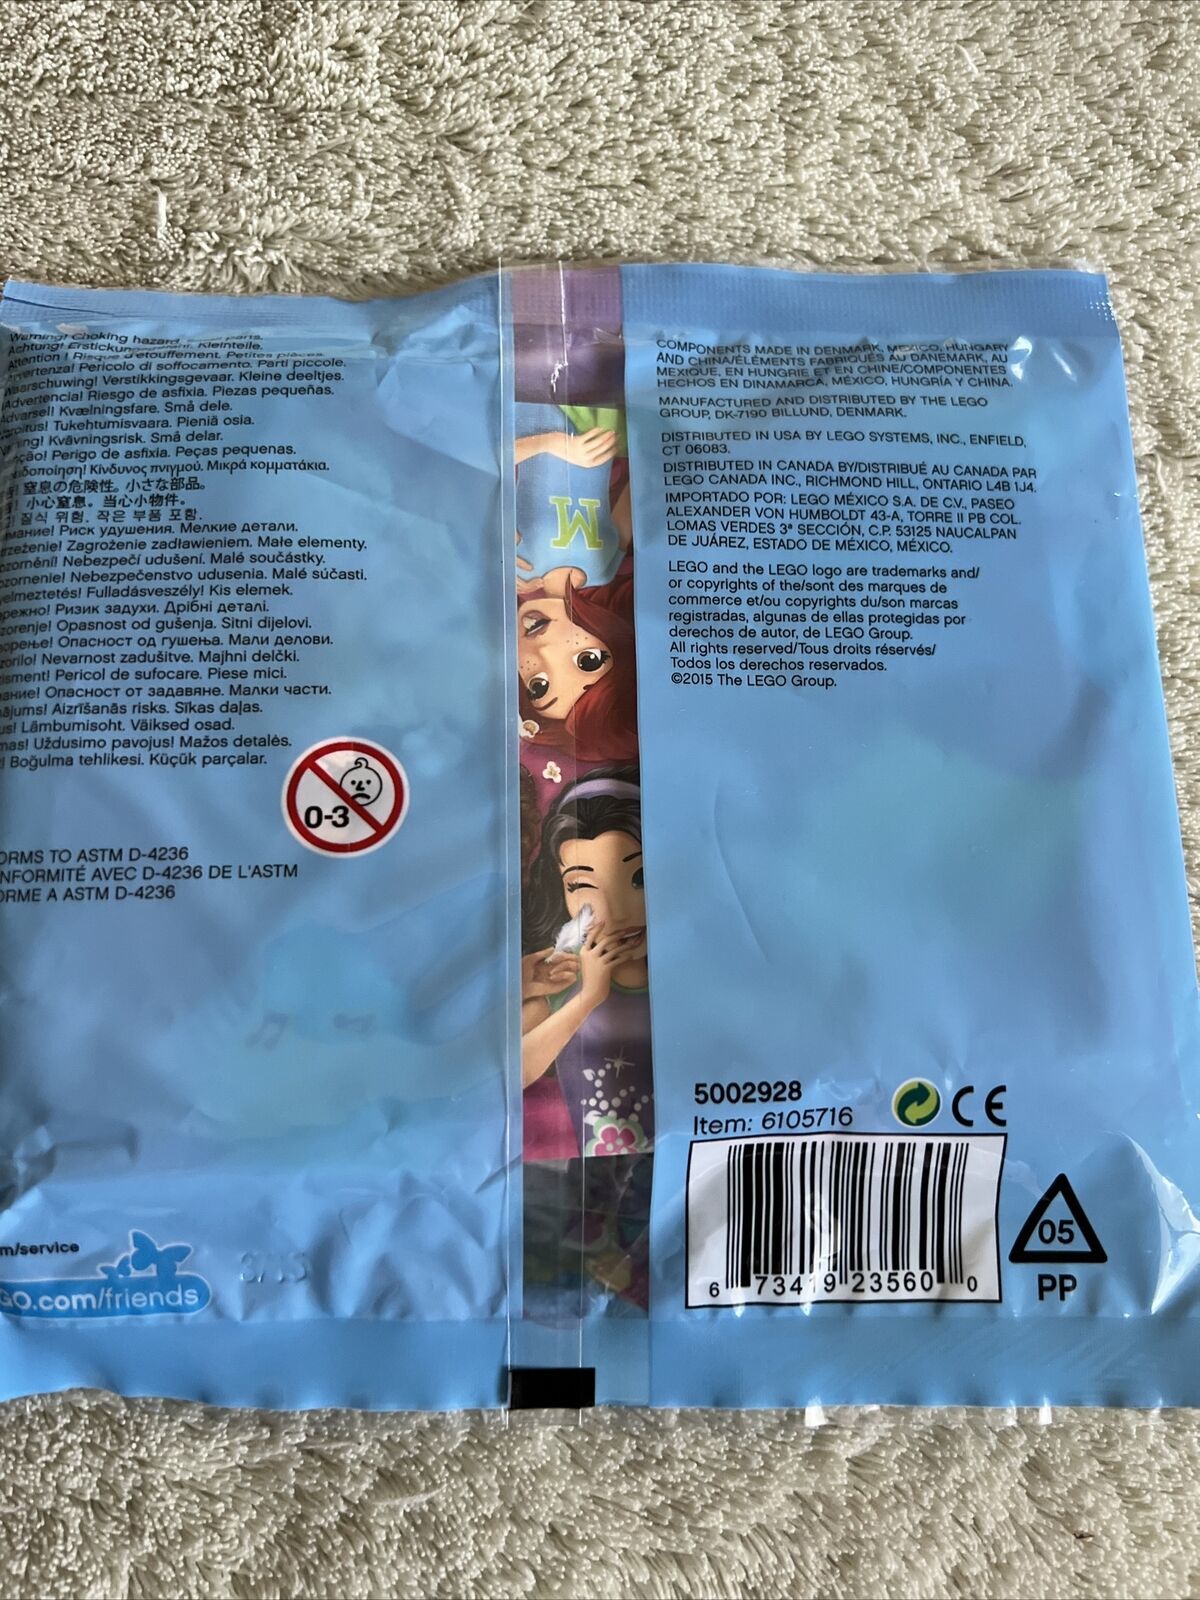 Warning! Choking hazard. parts.
Achtung! Erstickungsgefahr. Kleinteile.
Attention ! Risque d'étouffement. Petites pièces.
Avvertenza! Pericolo di soffocamento. Parti piccole.
Waarschuwing! Verstikkingsgevaar. Kleine deeltjes.
¡Advertencia! Riesgo de asfixia. Piezas pequeñas.
Advarsel! Kvælningsfare. Små dele.
Varoitus! Tukehtumisvaara. Pieniä osia.
Kvävningsrisk. Små delar.
Perigo de asfixia. Peças pequenas.
Κίνδυνος πνιγμού. Μικρά κομματάκια.
窒息の危険性。小さな部品。
小心窒息。当心小物件。
질식 위험. 작은 부품 포함.
Риск удушения. Мелкие детали.
Zagrożenie zadławieniem. Małe elementy.
Nebezpečí udušení. Malé součástky.
Nebezpečenstvo udusenia. Malé súčasti.
Fulladásveszély! Kis elemek.
Ризик задухи. Дрібні деталі.
Opasnost od gušenja. Sitni dijelovi.
Опасност од гушења. Мали делови.
Nevarnost zadušitve. Majhni delčki.
Pericol de sufocare. Piese mici.
Опасност от задавяне. Малки части.
Aizrīšanās risks. Sīkas daļas.
Lämbumisoht. Väiksed osad.
Uždusimo pavojus! Mažos detalės.
Boğulma tehlikesi. Küçük parçalar.
0-3
ORMS TO ASTM D-4236
NFORMITÉ AVEC D-4236 DE L'ASTM
ORME A ASTM D-4236
m/service
GO.com/friends
M
COMPONENTS MADE IN DENMARK, MEXICO, HUNGARY
AND CHINA/ÉLÉMENTS FABRIQUÉS AU DANEMARK, AU
MEXIQUE, EN HUNGRIE ET EN CHINE/COMPONENTES
HECHOS EN DINAMARCA, MÉXICO, HUNGRÍA Y CHINA.
MANUFACTURED AND DISTRIBUTED BY THE LEGO
GROUP, DK-7190 BILLUND, DENMARK.
DISTRIBUTED IN USA BY LEGO SYSTEMS, INC., ENFIELD,
CT 06083.
DISTRIBUTED IN CANADA BY/DISTRIBUÉ AU CANADA PAR
LEGO CANADA INC., RICHMOND HILL, ONTARIO L4B 1J4.
IMPORTADO POR: LEGO MÉXICO S.A. DE C.V., PASEO
ALEXANDER VON HUMBOLDT 43-A, TORRE II PB COL.
LOMAS VERDES 3ª SECCIÓN, C.P. 53125 NAUCALPAN
DE JUÁREZ, ESTADO DE MÉXICO, MÉXICO.
LEGO and the LEGO logo are trademarks and/
or copyrights of the/sont des marques de
commerce et/ou copyrights du/son marcas
registradas, algunas de ellas protegidas por
derechos de autor, de LEGO Group.
All rights reserved/Tous droits réservés/
Todos los derechos reservados.
©2015 The LEGO Group.
5002928
Item: 6105716
CE
6 73419 23560 0
05
PP